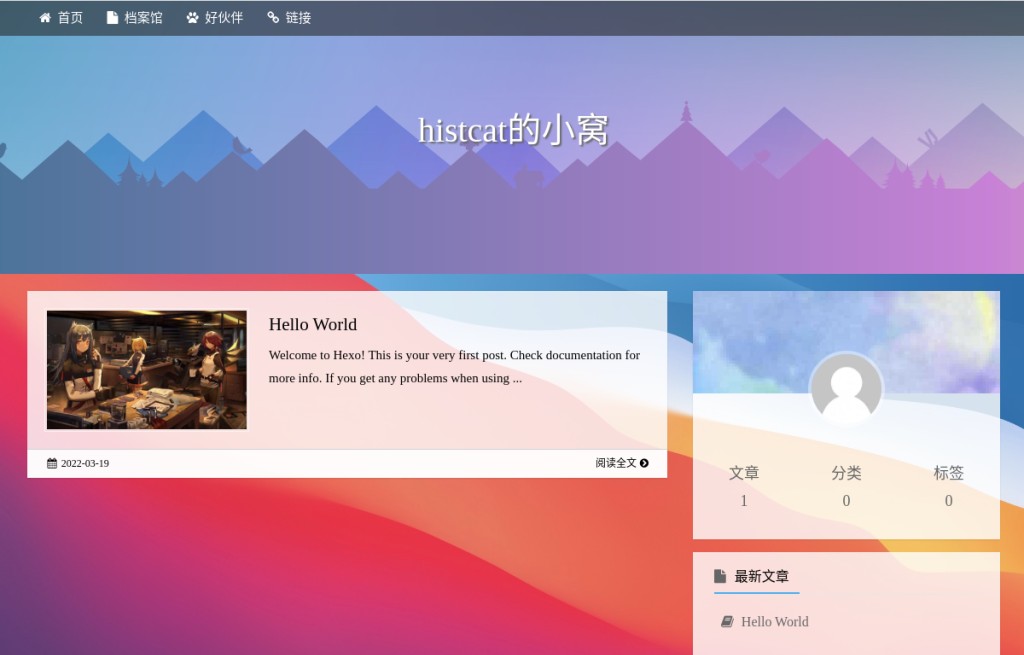 首页 档案馆 好伙伴 链接
histcat的小窝
Hello World
Welcome to Hexo! This is your very first post. Check documentation for
more info. If you get any problems when using ...
2022-03-19 阅读全文
文章 分类 标签
1 0 0
最新文章
Hello World